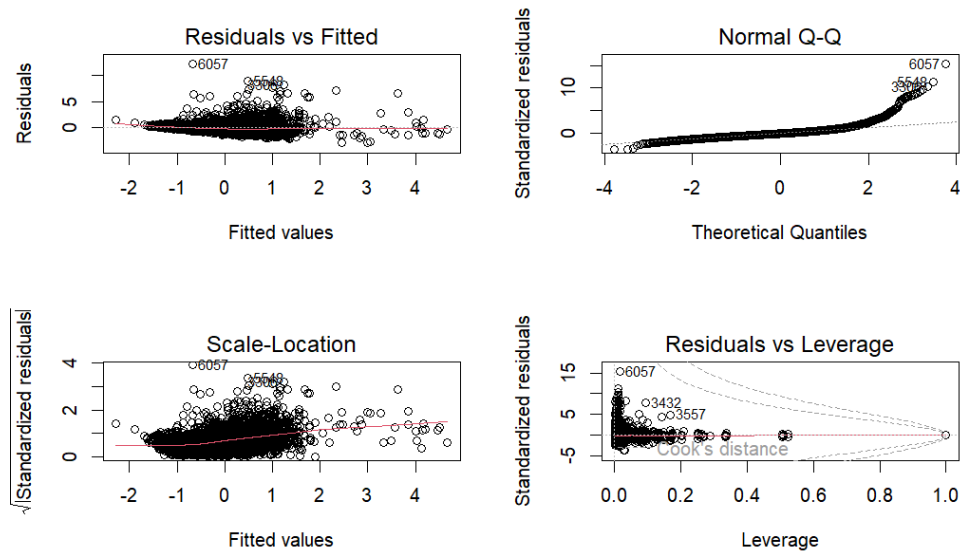 Residuals vs Fitted
Residuals
5
0
6057
5548
-2 -1 0 1 2 3 4
Fitted values
Normal Q-Q
Standardized residuals
10
0
6057
5548
-4 -2 0 2 4
Theoretical Quantiles
Scale-Location
√|Standardized residuals|
4
2
0
6057
5548
-2 -1 0 1 2 3 4
Fitted values
Residuals vs Leverage
Standardized residuals
15
5
-5
6057
3432
3557
Cook's distance
0.0 0.2 0.4 0.6 0.8 1.0
Leverage